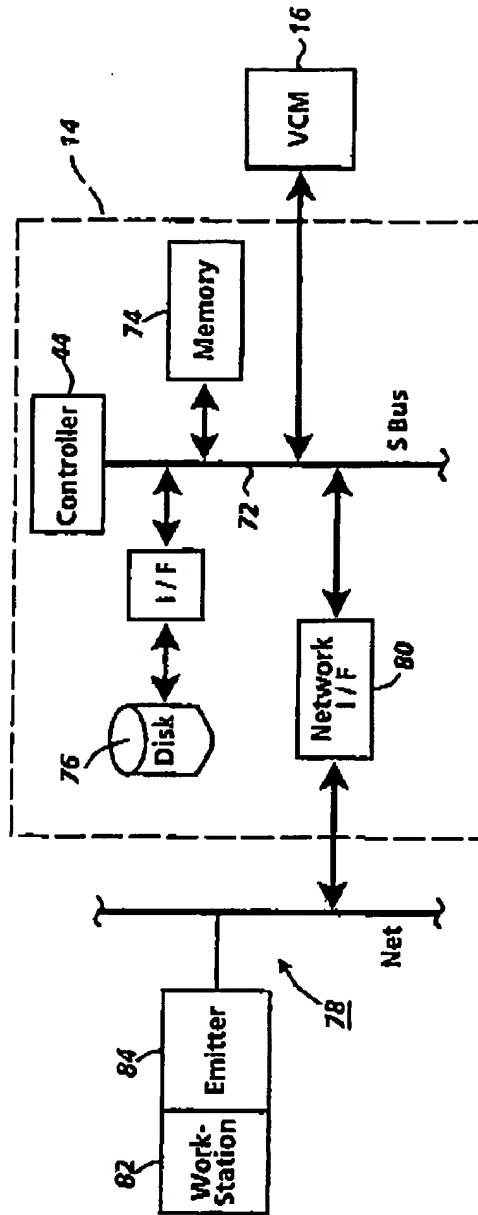 14
16
VCM
44
Controller
74
Memory
S Bus
72
I / F
76
Disk
Network
I / F
80
Net
78
84
Emitter
82
Work-
Station